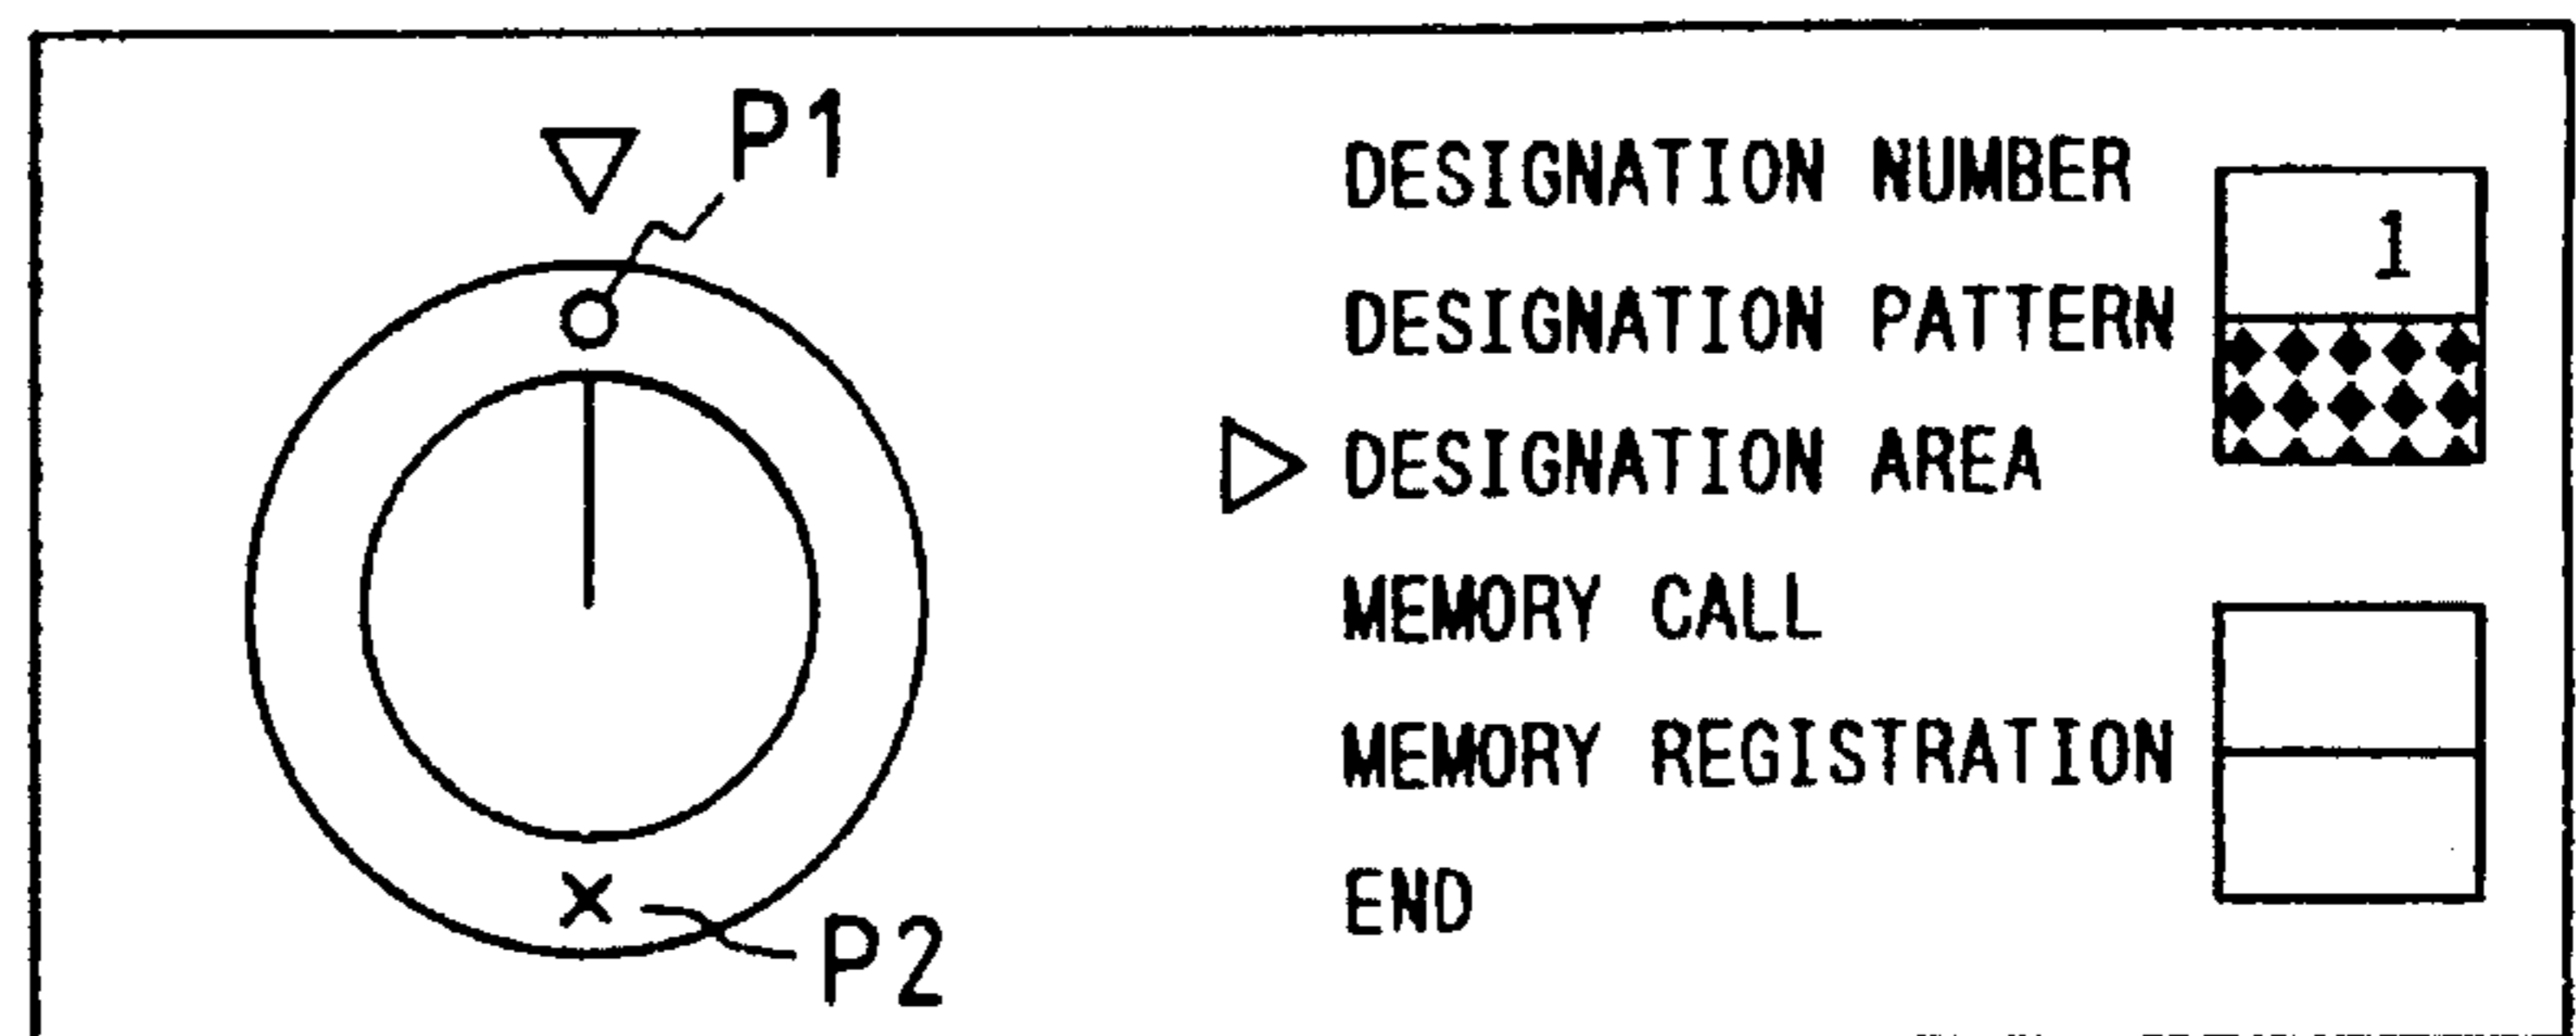 P1
DESIGNATION NUMBER 1
DESIGNATION PATTERN
DESIGNATION AREA
MEMORY CALL
MEMORY REGISTRATION
END
P2